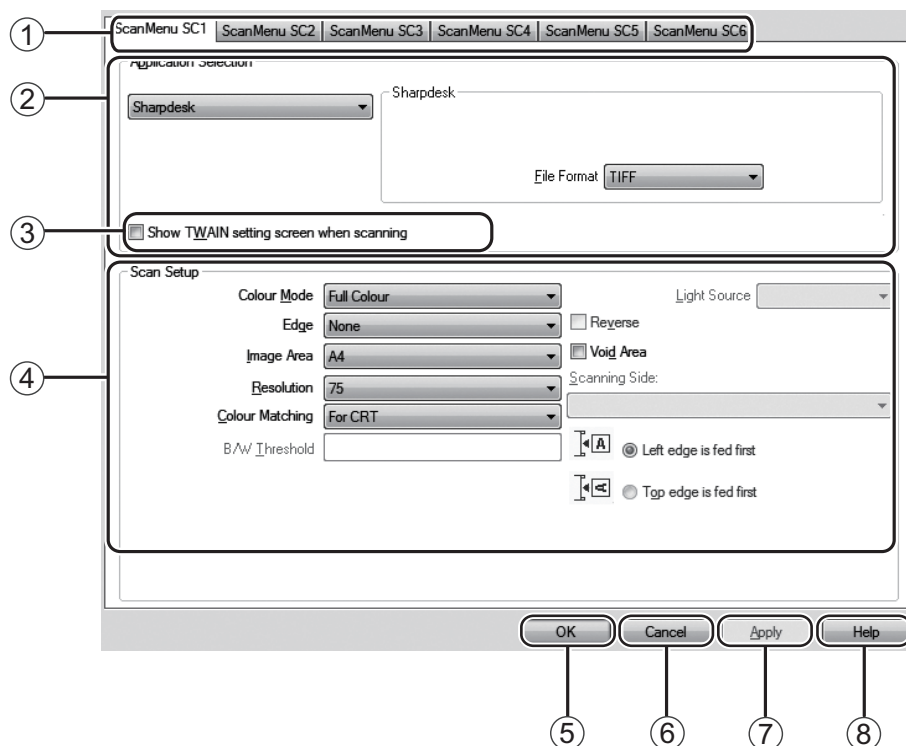 ① ScanMenu SC1 ScanMenu SC2 ScanMenu SC3 ScanMenu SC4 ScanMenu SC5 ScanMenu SC6
Application Selection
② Sharpdesk Sharpdesk
File Format TIFF
③ Show TWAIN setting screen when scanning
Scan Setup
Colour Mode Full Colour Light Source
Edge None Reverse
④ Image Area A4 Void Area
Resolution 75 Scanning Side:
Colour Matching For CRT
B/W Threshold A Left edge is fed first
A Top edge is fed first
OK Cancel Apply Help
⑤ ⑥ ⑦ ⑧